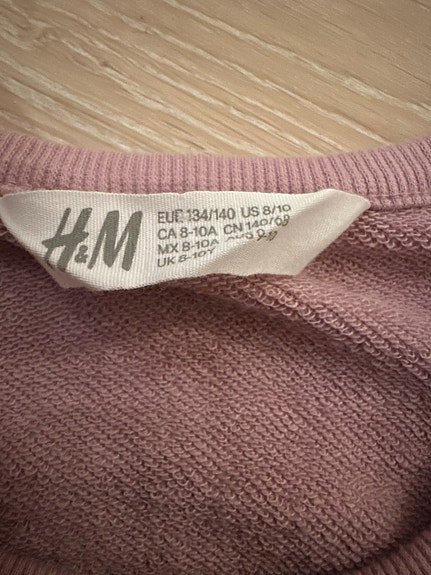 H&M
EUR 134/140 US 8/10
CA 8-10A CN 140/68
MX 8-10A
UK 8-10Y